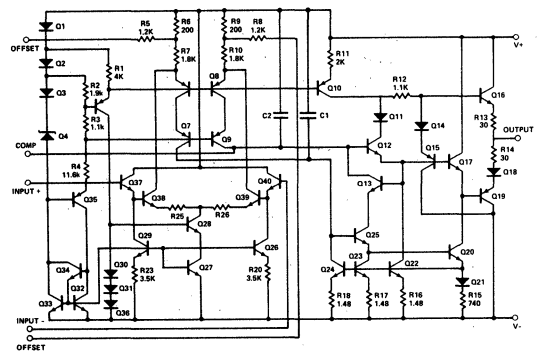 Q1
R5
1.2K
R6
200
R9
200
R8
1.2K
OFFSET
V+
Q2
R1
4K
R7
1.8K
R10
1.8K
R11
2K
Q3
R2
1.9k
Q8
Q10
R12
1.1K
Q16
R3
1.1k
C2
C1
Q11
Q14
R13
30
Q4
Q7
Q9
Q12
OUTPUT
COMP
Q15
Q17
R14
30
R4
11.6k
Q18
INPUT +
Q37
Q40
Q13
Q19
Q35
Q38
Q39
R25
R26
Q28
Q25
Q29
Q26
Q20
Q34
Q30
Q27
Q24
Q23
Q22
Q32
R23
3.5K
R20
3.5K
Q21
Q33
Q31
R18
1.48
R17
1.48
R16
1.48
R15
740
Q36
INPUT -
V-
OFFSET